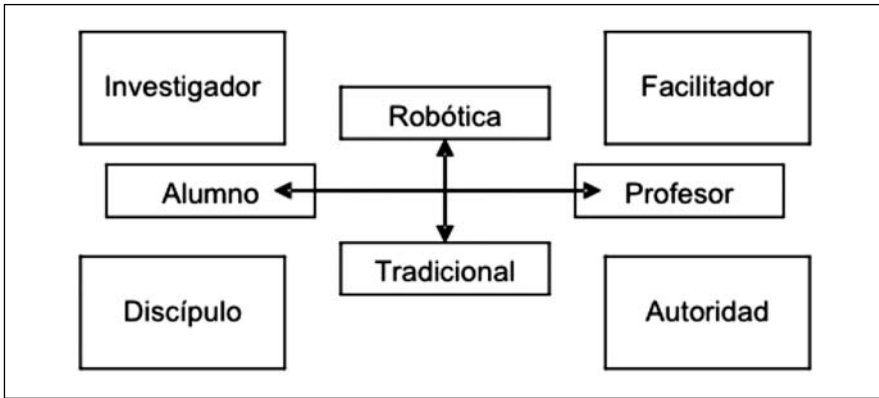 Investigador
Facilitador
Robótica
Alumno
Profesor
Tradicional
Discípulo
Autoridad